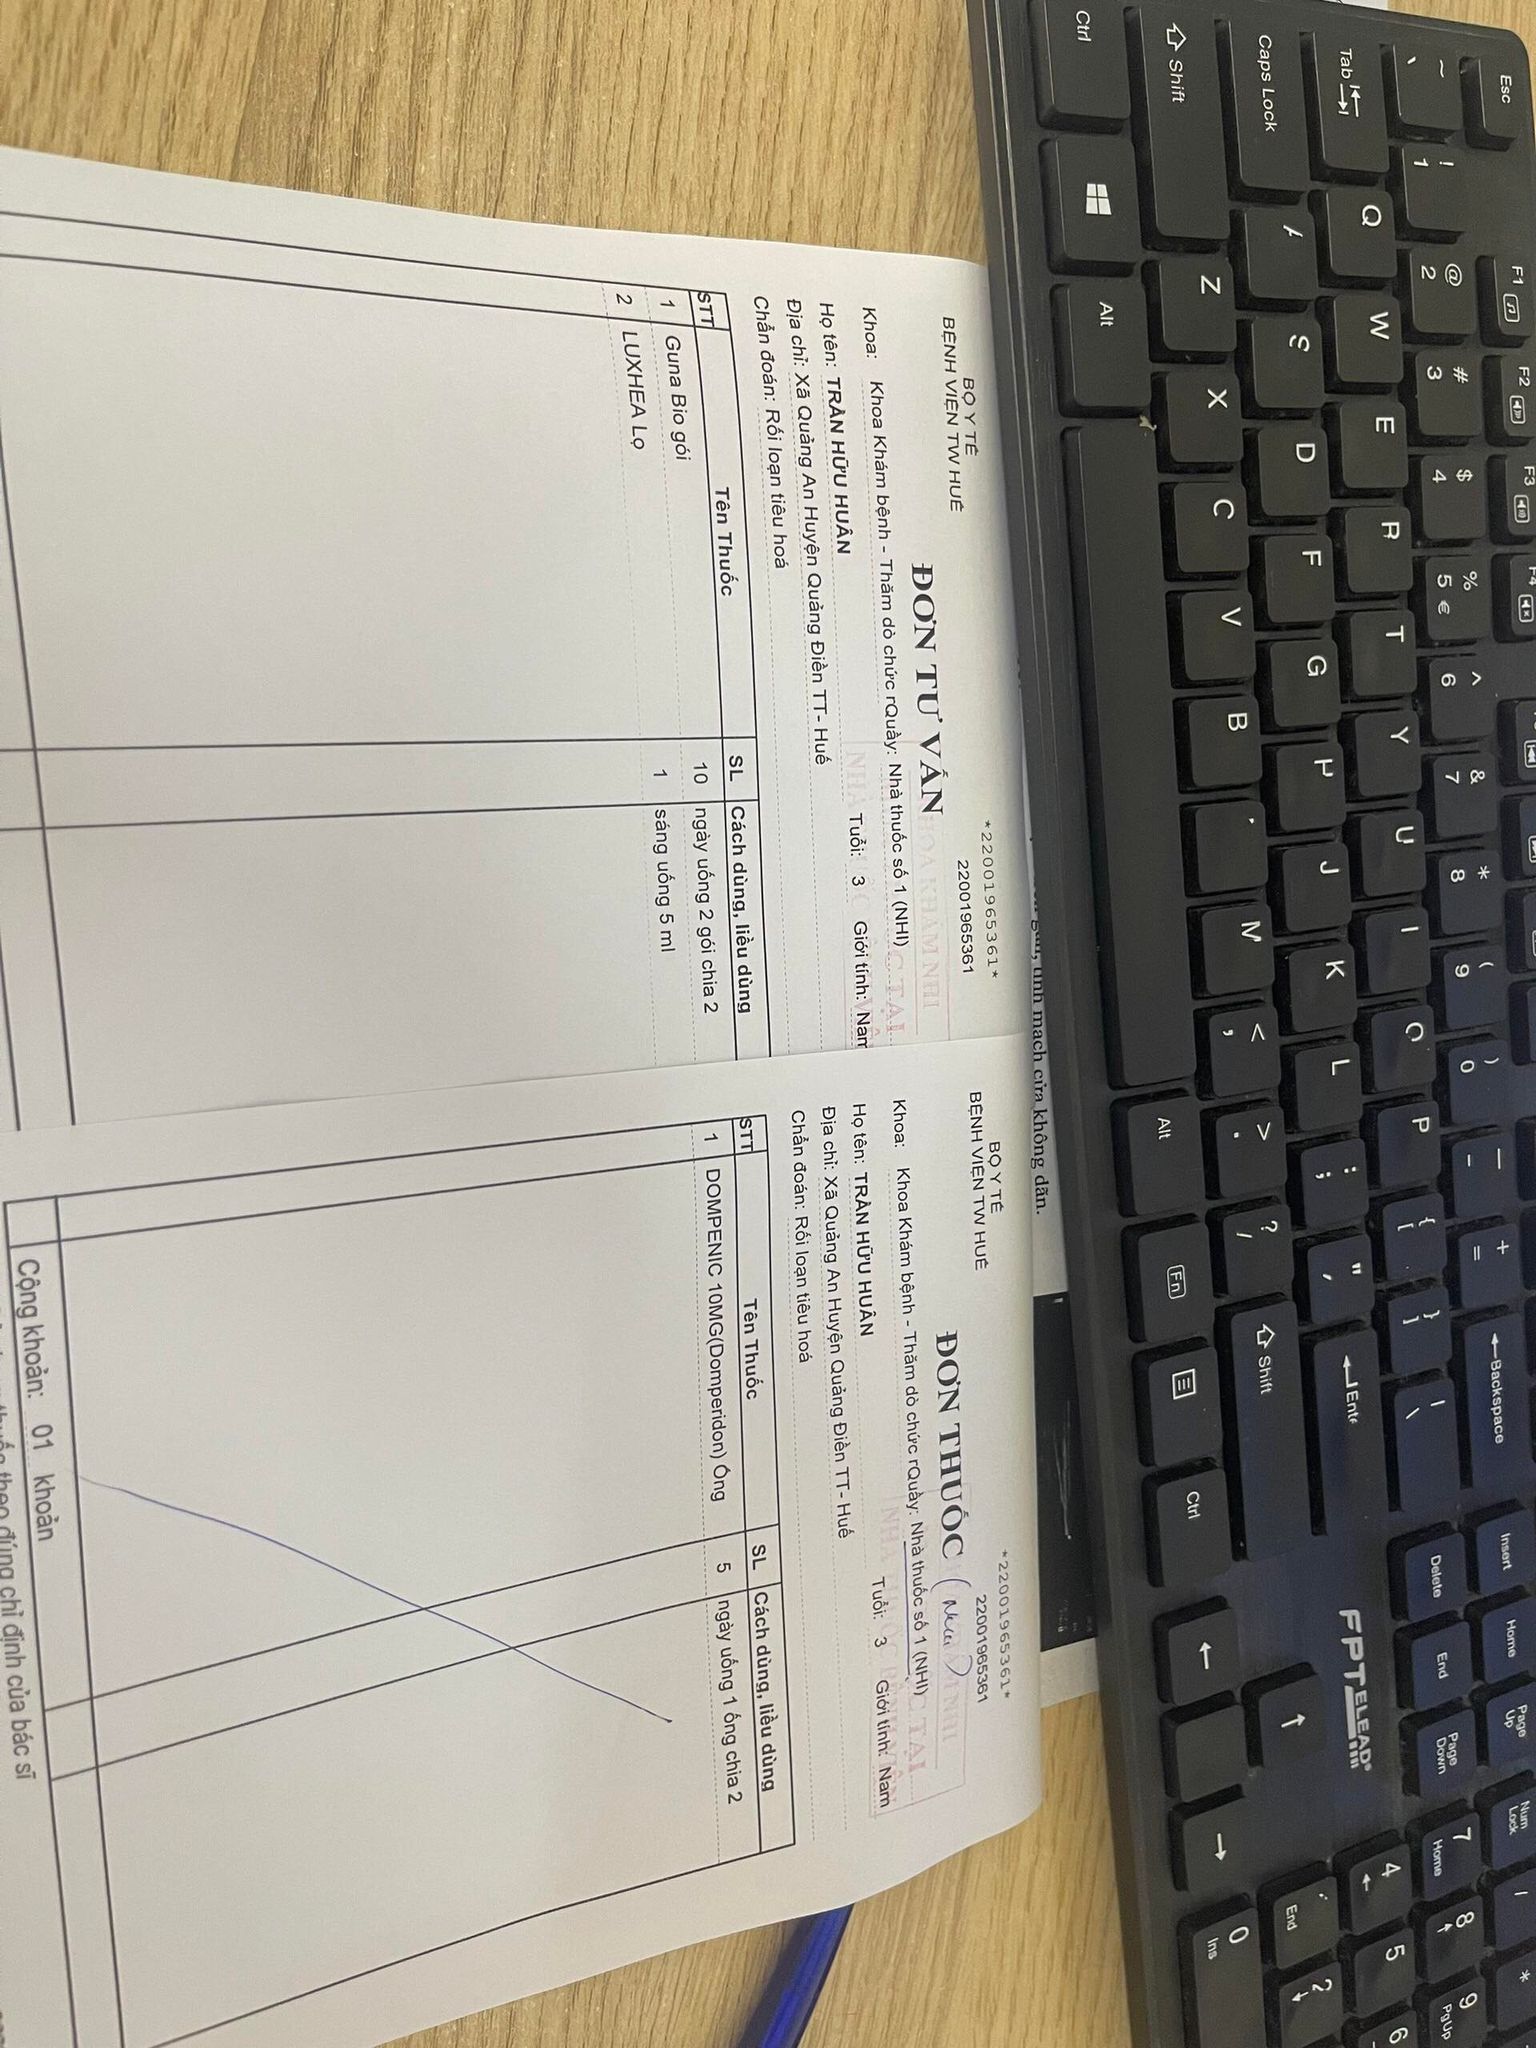 BỘ Y TẾ
BỆNH VIỆN TW HUẾ
*22001965361*
22001965361
ĐƠN TƯ VẤN
Khoa: Khoa Khám bệnh - Thăm dò chức rQuầy: Nhà thuốc số 1 (NHI)
Họ tên: TRẦN HỮU HUÂN Tuổi: 3 Giới tính: Nam
Địa chỉ: Xã Quảng An Huyện Quảng Điền TT- Huế
Chẩn đoán: Rối loạn tiêu hoá
STT Tên Thuốc SL Cách dùng, liều dùng
1 Guna Bio gói 10 ngày uống 2 gói chia 2
2 LUXHEA Lọ 1 sáng uống 5 ml
BỘ Y TẾ
BỆNH VIỆN TW HUẾ
*22001965361*
22001965361
ĐƠN THUỐC
Khoa: Khoa Khám bệnh - Thăm dò chức rQuầy: Nhà thuốc số 1 (NHI)
Họ tên: TRẦN HỮU HUÂN Tuổi: 3 Giới tính: Nam
Địa chỉ: Xã Quảng An Huyện Quảng Điền TT- Huế
Chẩn đoán: Rối loạn tiêu hoá
STT Tên Thuốc SL Cách dùng, liều dùng
1 DOMPENIC 10MG(Domperidon) Ống 5 ngày uống 1 ống chia 2
Cộng khoản: 01 khoản
theo đúng chỉ định của bác sĩ
mạch cửa không dãn.
Esc F1 F2 F3 F4
~ ! 1 @ 2 # 3 $ 4 % 5 € ^ 6 & 7 * 8 ( 9 ) 0 _ - + = Backspace Insert Home Page Up Num Lock / *
Tab Q W E R T Y U I O P { [ } ] | \ Delete End Page Down 7 Home 8 9 PgUp
Caps Lock S D F G J K L : ; " ' Enter FPT ELEAD 4 5 6
Shift Z X C V B M < , > . ? / Shift End 2
Ctrl Alt Alt Fn Ctrl 0 Ins